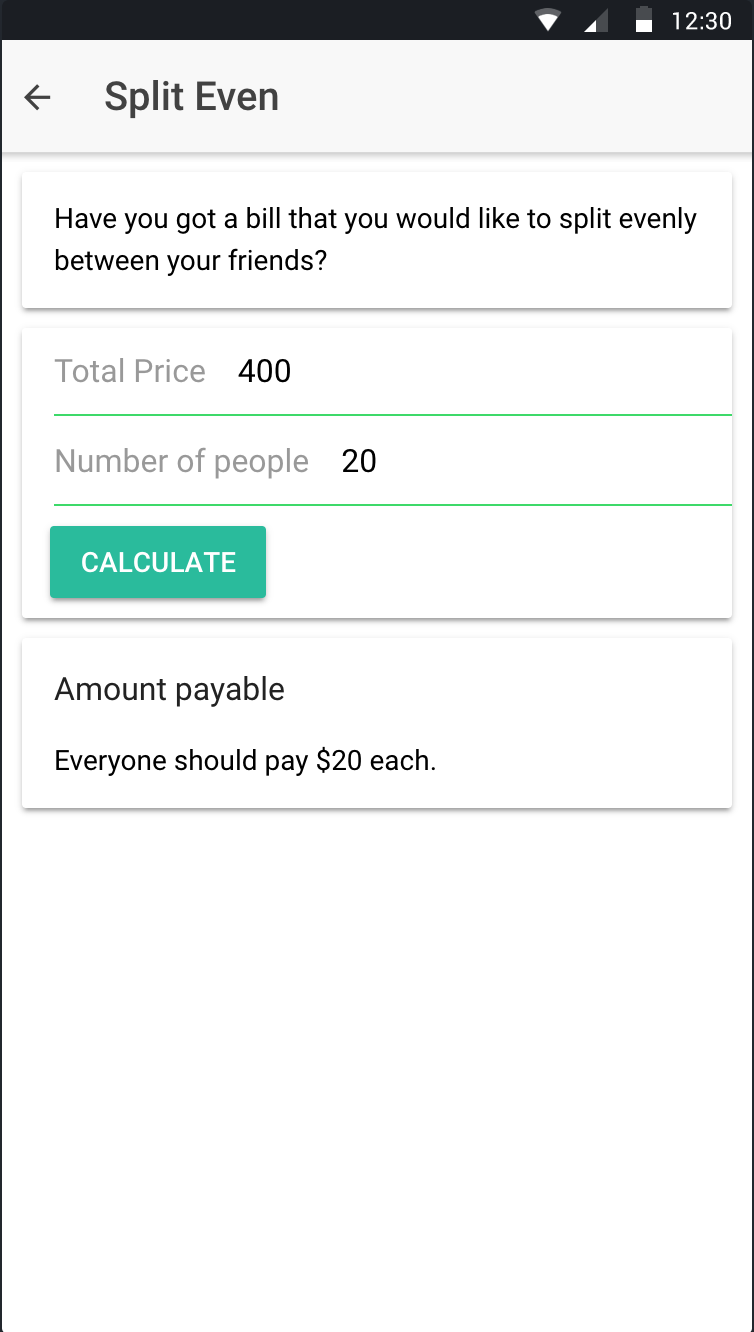 12:30
Split Even
Have you got a bill that you would like to split evenly
between your friends?
Total Price 400
Number of people 20
CALCULATE
Amount payable
Everyone should pay $20 each.